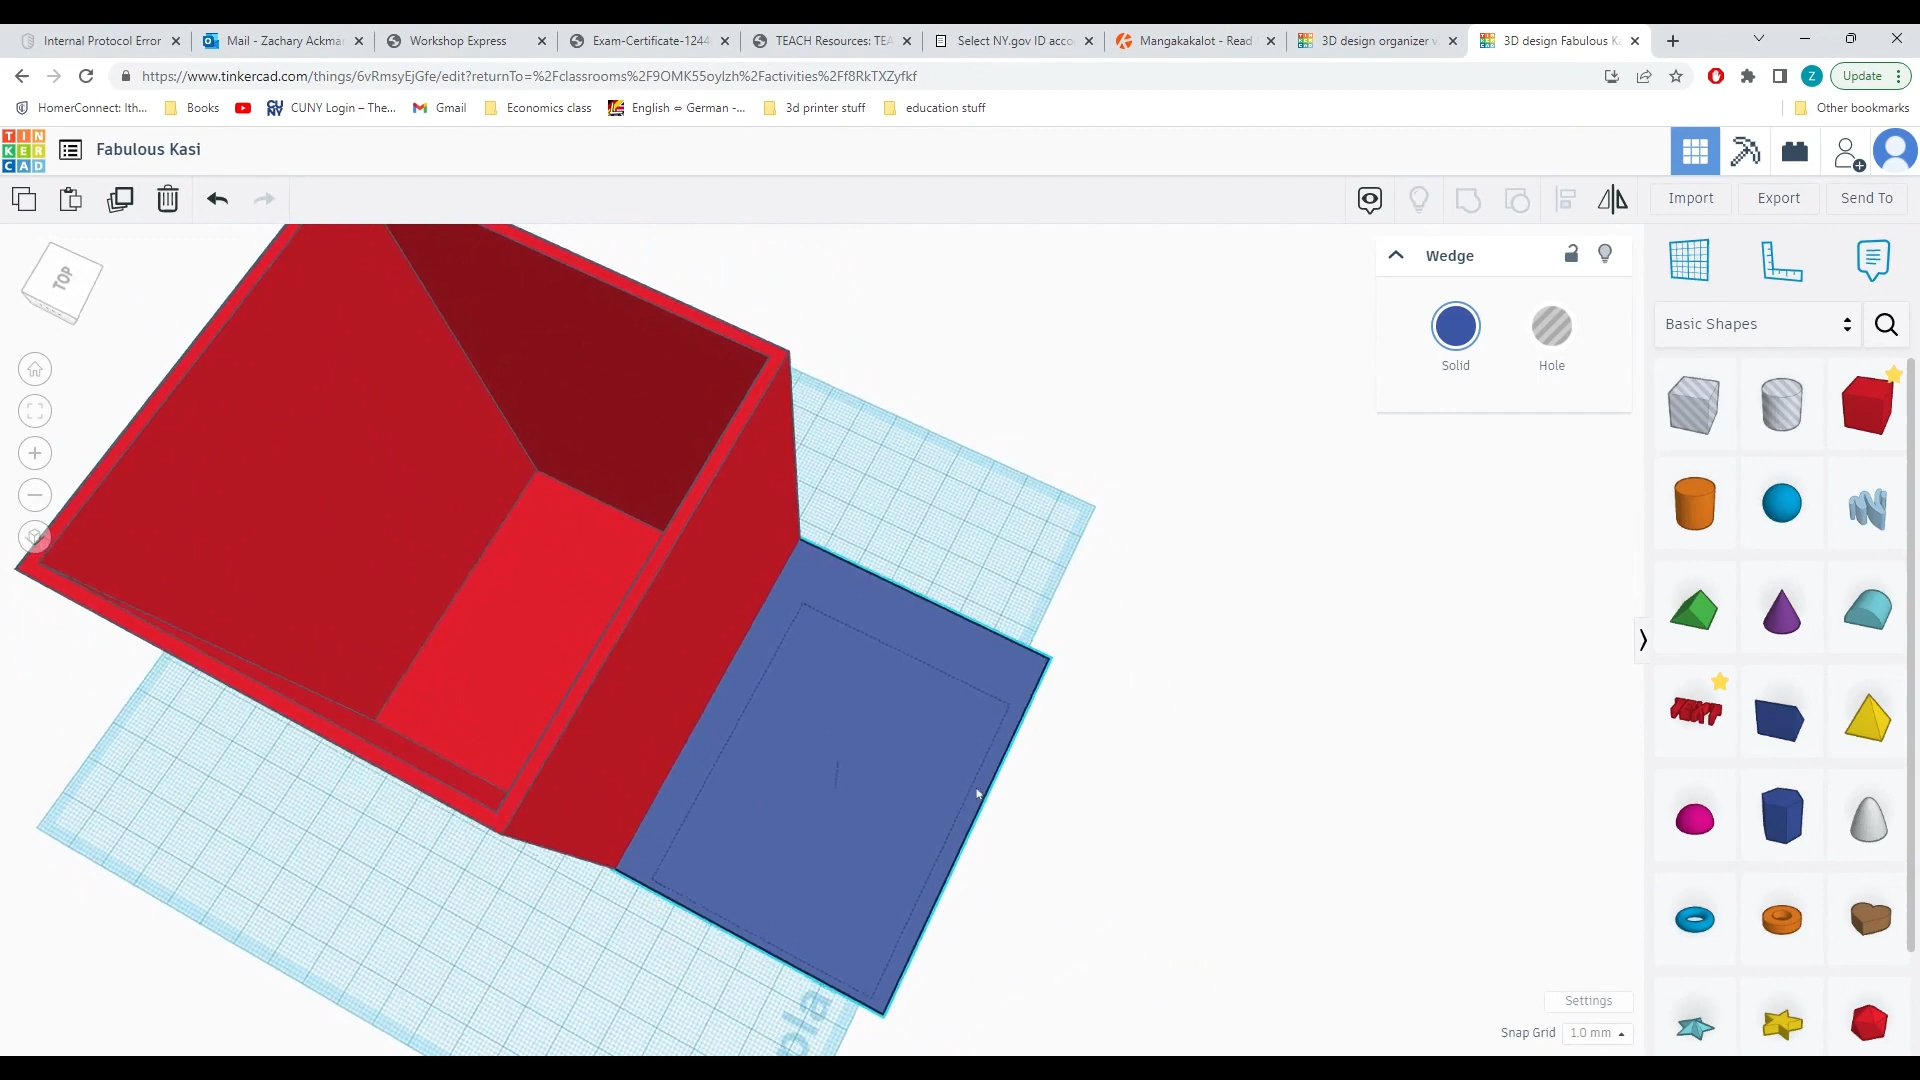 Internal Protocol Error
Mail - Zachary Ackma
Workshop Express
Exam-Certificate-1244
TEACH Resources: TEA
Select NY.gov ID acco
Mangakakalot - Read
3D design organizer v
3D design Fabulous Ka
https://www.tinkercad.com/things/6vRmsyEjGfe/edit?returnTo=%2Fclassrooms%2F9OMK55oylzh%2Factivities%2Ff8RkTXZyfkf
Z
Update
HomerConnect: Ith...
Books
CUNY Login – The...
Gmail
Economics class
English ⇔ German -...
3d printer stuff
education stuff
Other bookmarks
TIN
KER
CAD
Fabulous Kasi
Import
Export
Send To
TOP
Wedge
Solid
Hole
Basic Shapes
TEXT
pla
Settings
Snap Grid
1.0 mm